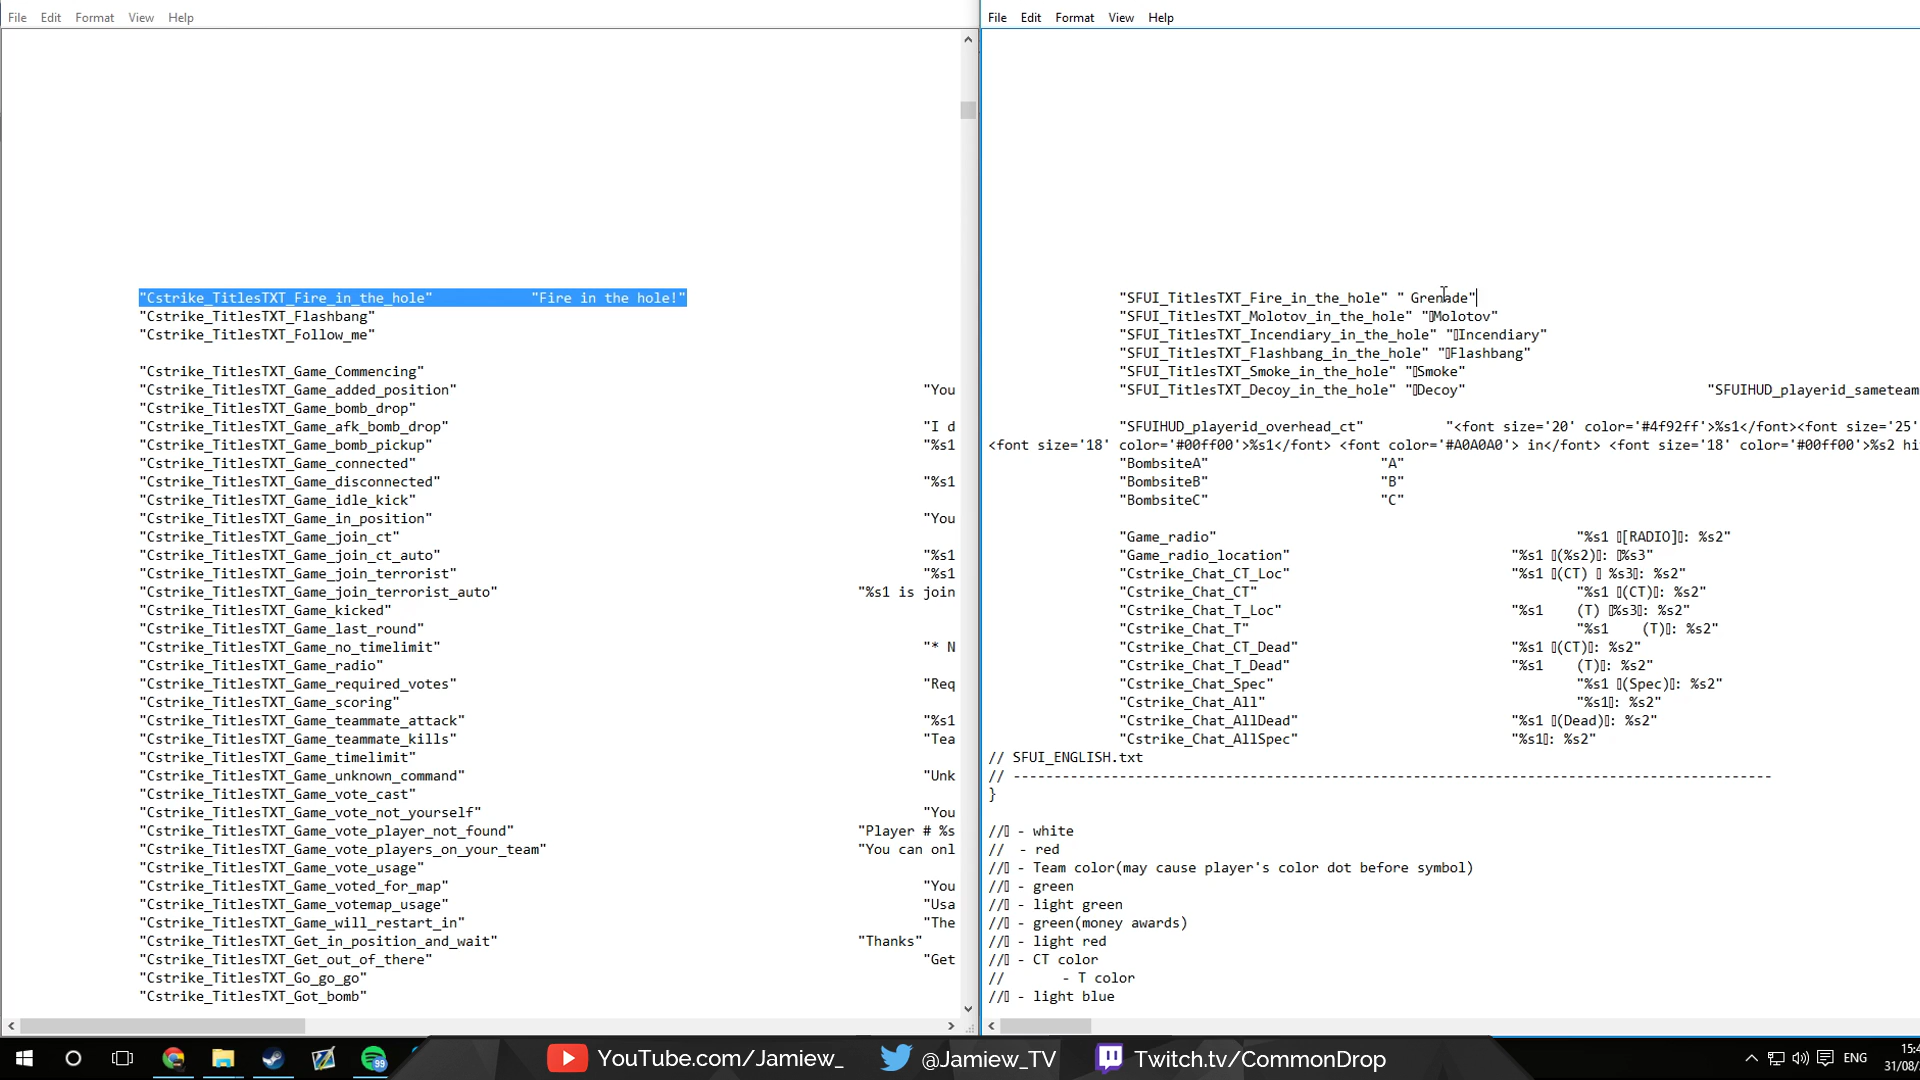 File Edit Format View Help
"Cstrike_TitlesTXT_Fire_in_the_hole" "Fire in the hole!"
"Cstrike_TitlesTXT_Flashbang"
"Cstrike_TitlesTXT_Follow_me"
"Cstrike_TitlesTXT_Game_Commencing"
"Cstrike_TitlesTXT_Game_added_position" "You
"Cstrike_TitlesTXT_Game_bomb_drop"
"Cstrike_TitlesTXT_Game_afk_bomb_drop" "I d
"Cstrike_TitlesTXT_Game_bomb_pickup" "%s1
"Cstrike_TitlesTXT_Game_connected"
"Cstrike_TitlesTXT_Game_disconnected" "%s1
"Cstrike_TitlesTXT_Game_idle_kick"
"Cstrike_TitlesTXT_Game_in_position" "You
"Cstrike_TitlesTXT_Game_join_ct"
"Cstrike_TitlesTXT_Game_join_ct_auto" "%s1
"Cstrike_TitlesTXT_Game_join_terrorist" "%s1
"Cstrike_TitlesTXT_Game_join_terrorist_auto" "%s1 is join
"Cstrike_TitlesTXT_Game_kicked"
"Cstrike_TitlesTXT_Game_last_round"
"Cstrike_TitlesTXT_Game_no_timelimit" "* N
"Cstrike_TitlesTXT_Game_radio"
"Cstrike_TitlesTXT_Game_required_votes" "Req
"Cstrike_TitlesTXT_Game_scoring"
"Cstrike_TitlesTXT_Game_teammate_attack" "%s1
"Cstrike_TitlesTXT_Game_teammate_kills" "Tea
"Cstrike_TitlesTXT_Game_timelimit"
"Cstrike_TitlesTXT_Game_unknown_command" "Unk
"Cstrike_TitlesTXT_Game_vote_cast"
"Cstrike_TitlesTXT_Game_vote_not_yourself" "You
"Cstrike_TitlesTXT_Game_vote_player_not_found" "Player # %s
"Cstrike_TitlesTXT_Game_vote_players_on_your_team" "You can onl
"Cstrike_TitlesTXT_Game_vote_usage"
"Cstrike_TitlesTXT_Game_voted_for_map" "You
"Cstrike_TitlesTXT_Game_votemap_usage" "Usa
"Cstrike_TitlesTXT_Game_will_restart_in" "The
"Cstrike_TitlesTXT_Get_in_position_and_wait" "Thanks"
"Cstrike_TitlesTXT_Get_out_of_there" "Get
"Cstrike_TitlesTXT_Go_go_go"
"Cstrike_TitlesTXT_Got_bomb"
File Edit Format View Help
"SFUI_TitlesTXT_Fire_in_the_hole" " Grenade"
"SFUI_TitlesTXT_Molotov_in_the_hole" "▯Molotov"
"SFUI_TitlesTXT_Incendiary_in_the_hole" "▯Incendiary"
"SFUI_TitlesTXT_Flashbang_in_the_hole" "▯Flashbang"
"SFUI_TitlesTXT_Smoke_in_the_hole" "▯Smoke"
"SFUI_TitlesTXT_Decoy_in_the_hole" "▯Decoy" "SFUIHUD_playerid_sameteam
"SFUIHUD_playerid_overhead_ct" "<font size='20' color='#4f92ff'>%s1</font><font size='25'
<font size='18' color='#00ff00'>%s1</font> <font color='#A0A0A0'> in</font> <font size='18' color='#00ff00'>%s2 hi
"BombsiteA" "A"
"BombsiteB" "B"
"BombsiteC" "C"
"Game_radio" "%s1 ▯[RADIO]▯: %s2"
"Game_radio_location" "%s1 ▯(%s2)▯: ▯%s3"
"Cstrike_Chat_CT_Loc" "%s1 ▯(CT) ▯ %s3▯: %s2"
"Cstrike_Chat_CT" "%s1 ▯(CT)▯: %s2"
"Cstrike_Chat_T_Loc" "%s1 (T) ▯%s3▯: %s2"
"Cstrike_Chat_T" "%s1 (T)▯: %s2"
"Cstrike_Chat_CT_Dead" "%s1 ▯(CT)▯: %s2"
"Cstrike_Chat_T_Dead" "%s1 (T)▯: %s2"
"Cstrike_Chat_Spec" "%s1 ▯(Spec)▯: %s2"
"Cstrike_Chat_All" "%s1▯: %s2"
"Cstrike_Chat_AllDead" "%s1 ▯(Dead)▯: %s2"
"Cstrike_Chat_AllSpec" "%s1▯: %s2"
// SFUI_ENGLISH.txt
// ---------------------------------------------------------------------------------------------
}
//▯ - white
// - red
//▯ - Team color(may cause player's color dot before symbol)
//▯ - green
//▯ - light green
//▯ - green(money awards)
//▯ - light red
//▯ - CT color
// - T color
//▯ - light blue
99
YouTube.com/Jamiew_ @Jamiew_TV Twitch.tv/CommonDrop
ENG
15:4
31/08/